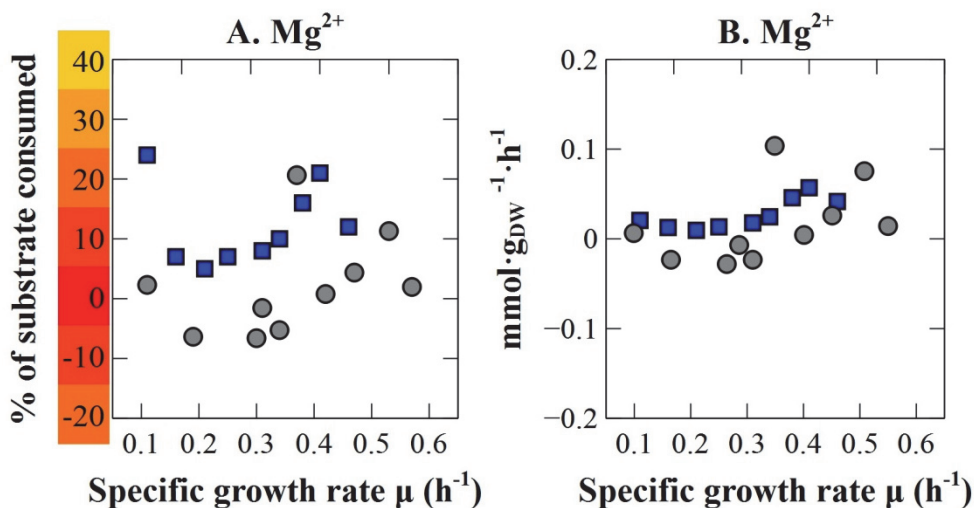 A. Mg²⁺
% of substrate consumed
40
30
20
10
0
-10
-20
0.1 0.2 0.3 0.4 0.5 0.6
Specific growth rate μ (h⁻¹)
B. Mg²⁺
mmol·g_DW⁻¹·h⁻¹
0.2
0.1
0
−0.1
−0.2
0.1 0.2 0.3 0.4 0.5 0.6
Specific growth rate μ (h⁻¹)